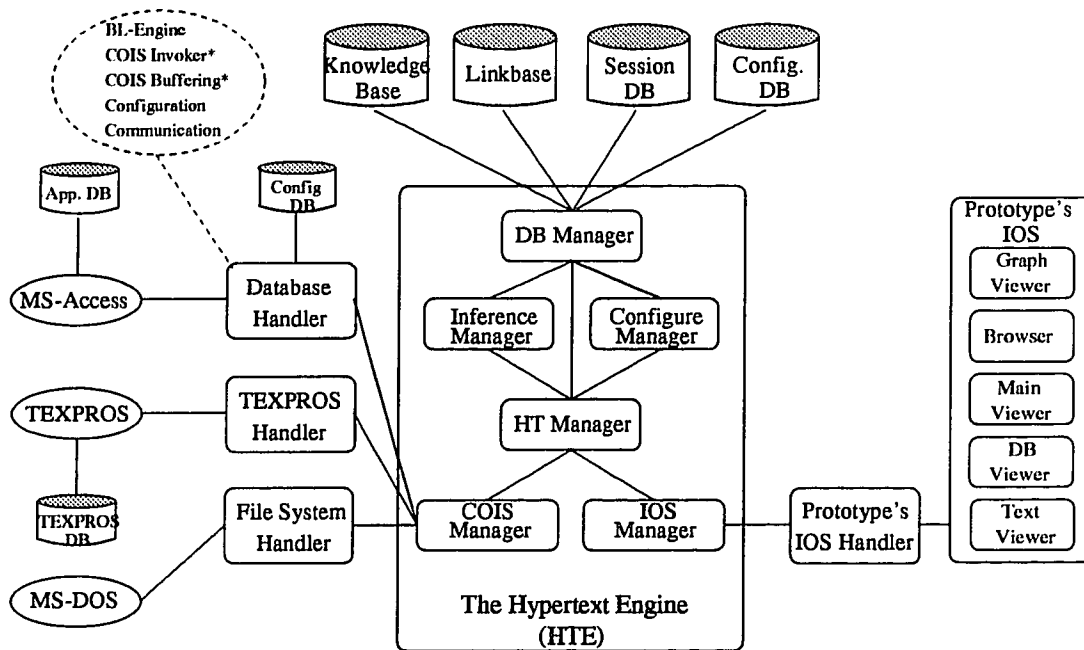 BL-Engine
COIS Invoker*
COIS Buffering*
Configuration
Communication
Knowledge
Base
Linkbase
Session
DB
Config.
DB
App. DB
Config
DB
MS-Access
Database
Handler
TEXPROS
TEXPROS
Handler
TEXPROS
DB
File System
Handler
MS-DOS
DB Manager
Inference
Manager
Configure
Manager
HT Manager
COIS
Manager
IOS
Manager
The Hypertext Engine
(HTE)
Prototype's
IOS Handler
Prototype's
IOS
Graph
Viewer
Browser
Main
Viewer
DB
Viewer
Text
Viewer